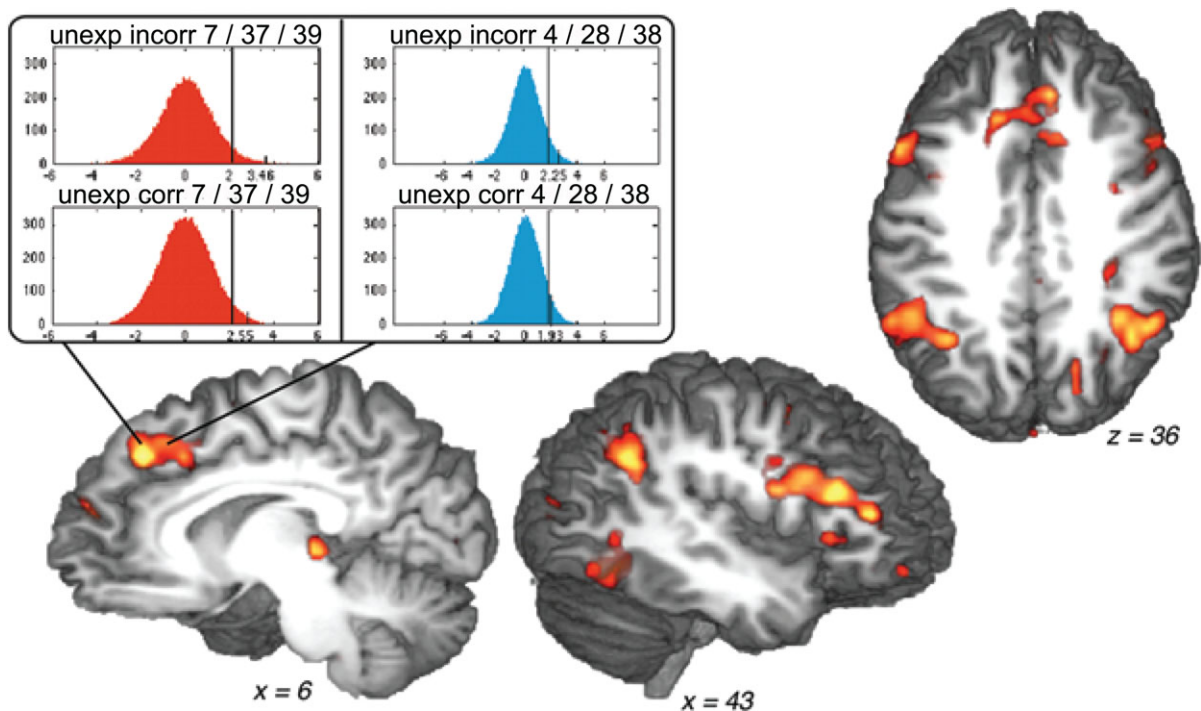 unexp incorr 7 / 37 / 39
unexp incorr 4 / 28 / 38
300
200
100
0
-6 -4 -2 0 2 3.46 6
300
200
100
0
-6 -4 -2 0 2.25 4 6
unexp corr 7 / 37 / 39
unexp corr 4 / 28 / 38
300
200
100
0
-6 -4 -2 0 2.55 4 6
300
200
100
0
-6 -4 -2 0 1.93 4 6
z = 36
x = 6
x = 43